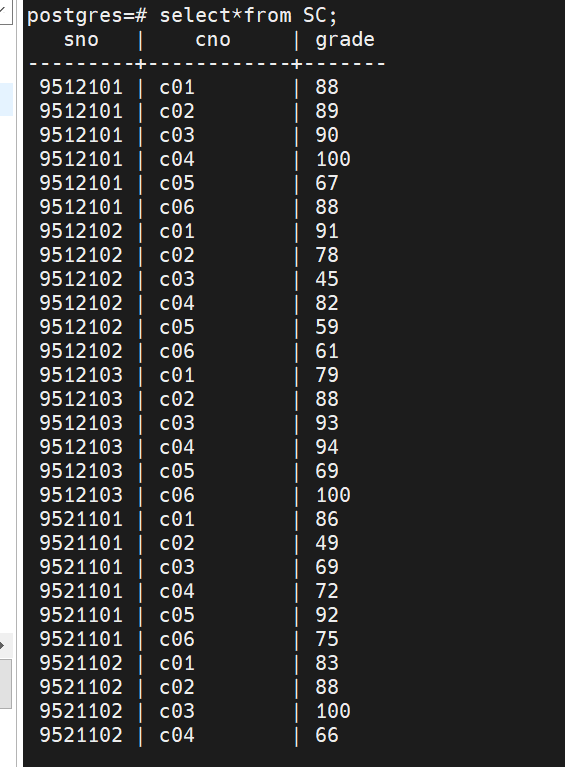 postgres=# select*from SC;
   sno   |    cno     | grade
---------+------------+-------
 9512101 | c01        | 88
 9512101 | c02        | 89
 9512101 | c03        | 90
 9512101 | c04        | 100
 9512101 | c05        | 67
 9512101 | c06        | 88
 9512102 | c01        | 91
 9512102 | c02        | 78
 9512102 | c03        | 45
 9512102 | c04        | 82
 9512102 | c05        | 59
 9512102 | c06        | 61
 9512103 | c01        | 79
 9512103 | c02        | 88
 9512103 | c03        | 93
 9512103 | c04        | 94
 9512103 | c05        | 69
 9512103 | c06        | 100
 9521101 | c01        | 86
 9521101 | c02        | 49
 9521101 | c03        | 69
 9521101 | c04        | 72
 9521101 | c05        | 92
 9521101 | c06        | 75
 9521102 | c01        | 83
 9521102 | c02        | 88
 9521102 | c03        | 100
 9521102 | c04        | 66